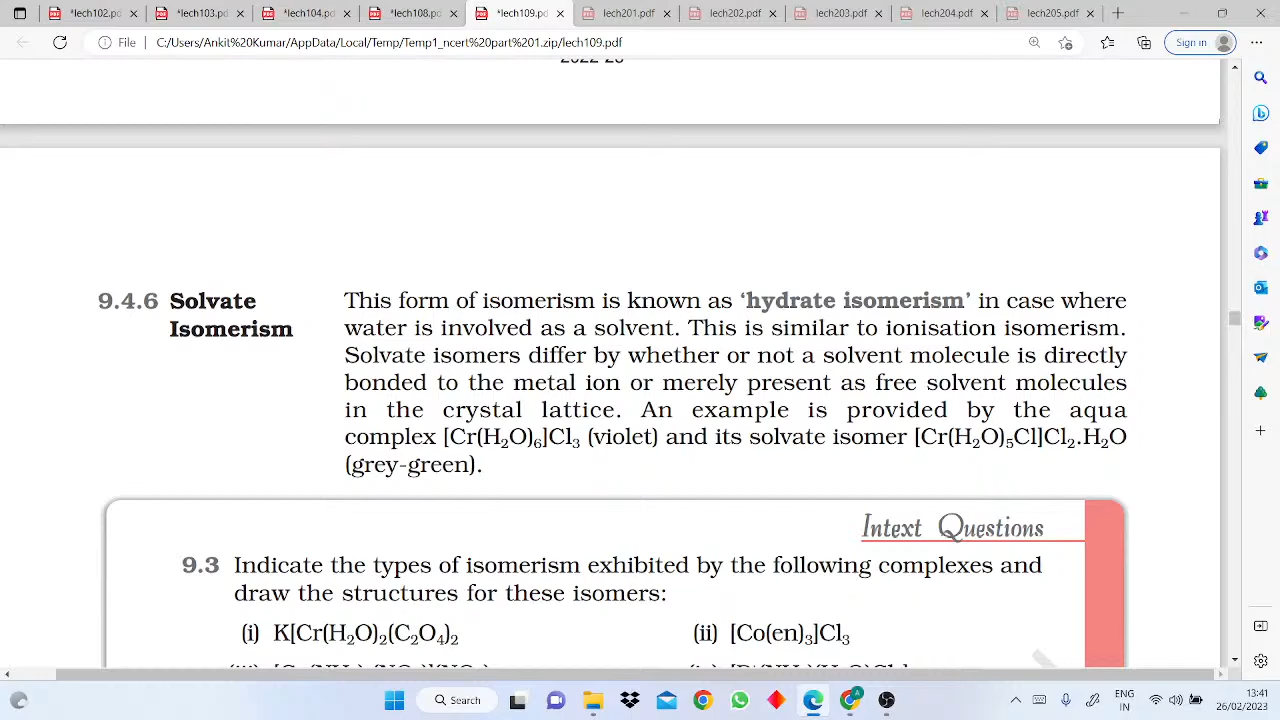 *lech102.pdf *lech103.pdf *lech104.pdf *lech108.pdf *lech109.pdf lech201.pdf lech202.pdf lech203.pdf lech204.pdf lech205.pdf
File C:/Users/Ankit%20Kumar/AppData/Local/Temp/Temp1_ncert%20part%01.zip/lech109.pdf Sign in
9.4.6 Solvate Isomerism
This form of isomerism is known as ‘hydrate isomerism’ in case where
water is involved as a solvent. This is similar to ionisation isomerism.
Solvate isomers differ by whether or not a solvent molecule is directly
bonded to the metal ion or merely present as free solvent molecules
in the crystal lattice. An example is provided by the aqua
complex [Cr(H₂O)₆]Cl₃ (violet) and its solvate isomer [Cr(H₂O)₅Cl]Cl₂.H₂O
(grey-green).
Intext Questions
9.3 Indicate the types of isomerism exhibited by the following complexes and
draw the structures for these isomers:
(i) K[Cr(H₂O)₂(C₂O₄)₂ (ii) [Co(en)₃]Cl₃
Search
ENG
IN
13:41
26/02/2023